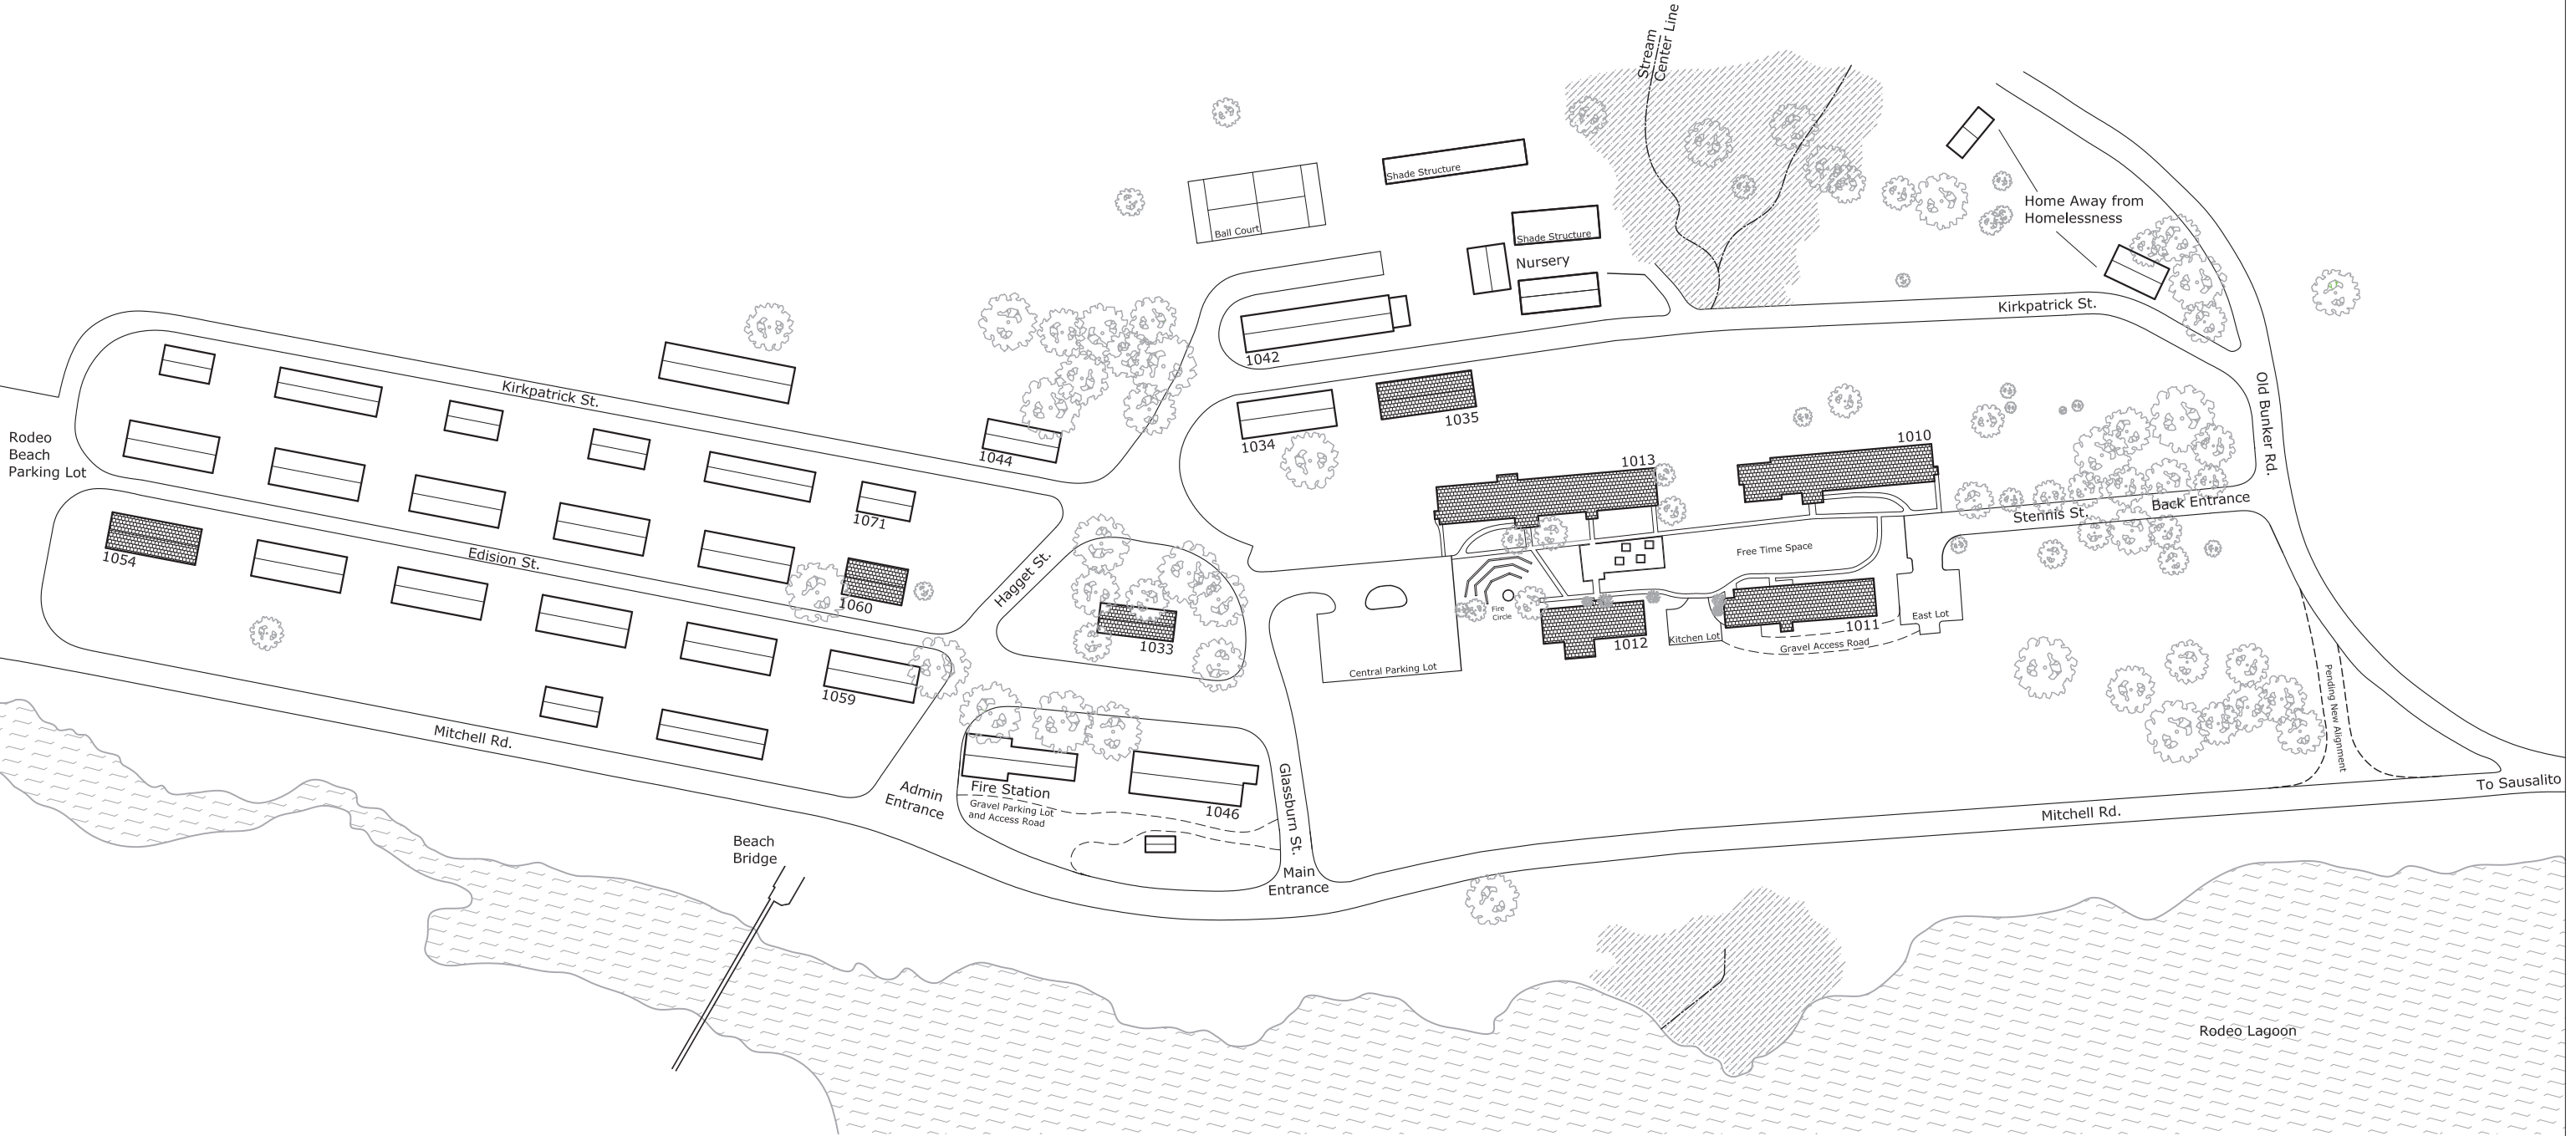 Stream
Center Line
Shade Structure
Ball Court
Shade Structure
Nursery
Home Away from
Homelessness
Kirkpatrick St.
1042
Kirkpatrick St.
Old Bunker Rd.
Rodeo
Beach
Parking Lot
1044
1034
1035
1013
1010
1071
Back Entrance
Stennis St.
1054
Edision St.
1060
Hagget St.
Free Time Space
1033
Fire
Circle
1012
Kitchen Lot
1011
East Lot
Gravel Access Road
Central Parking Lot
1059
Mitchell Rd.
Pending New Alignment
Admin
Entrance
Fire Station
Gravel Parking Lot
and Access Road
1046
Glassburn St.
To Sausalito
Mitchell Rd.
Beach
Bridge
Main
Entrance
Rodeo Lagoon